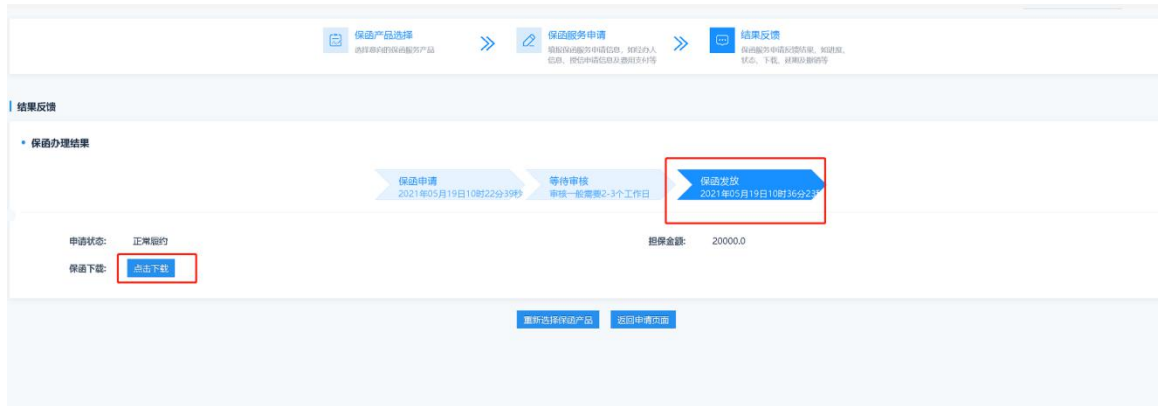 保函产品选择
选择意向的保函服务产品
保函服务申请
填报保函服务申请信息，如经办人
信息、授信申请信息及费用支付等
结果反馈
保函服务申请反馈结果，如进度、
状态、下载、延期及撤销等
结果反馈
保函办理结果
保函申请
2021年05月19日10时22分39秒
等待审核
审核一般需要2-3个工作日
保函发放
2021年05月19日10时36分23秒
申请状态: 正常履约
担保金额: 20000.0
保函下载: 点击下载
重新选择保函产品 返回申请页面